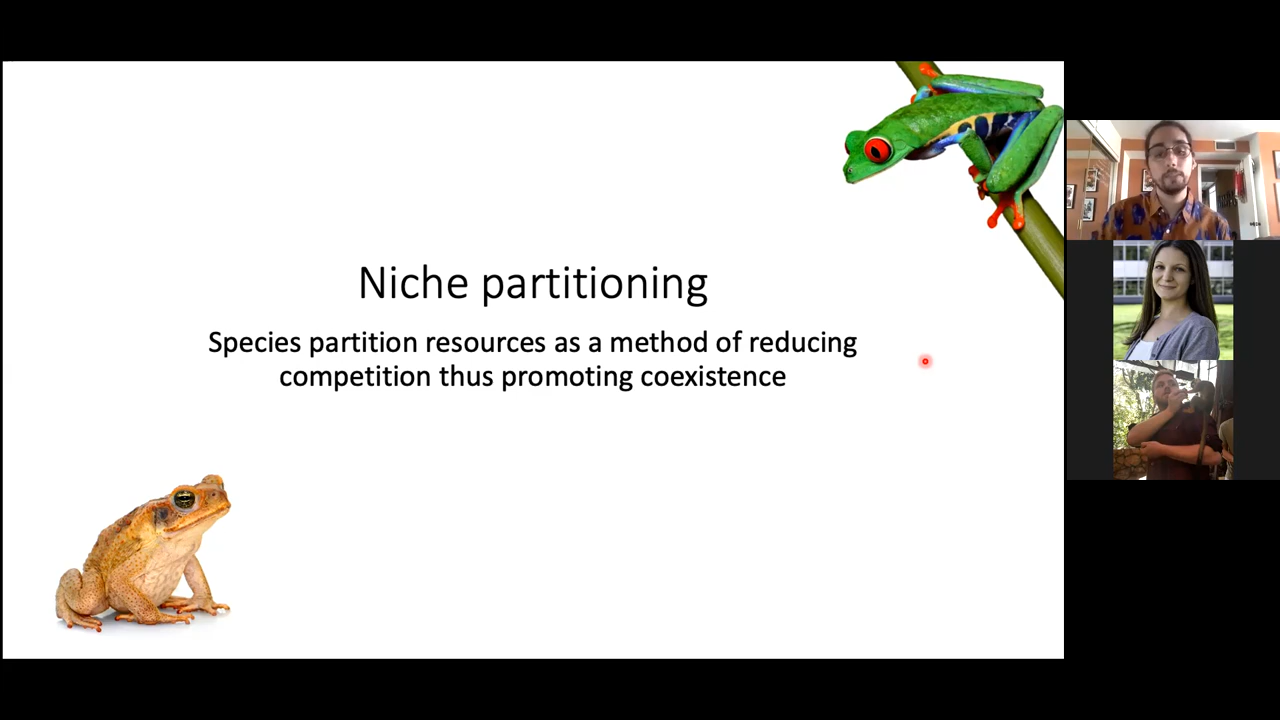 Niche partitioning
Species partition resources as a method of reducing
competition thus promoting coexistence